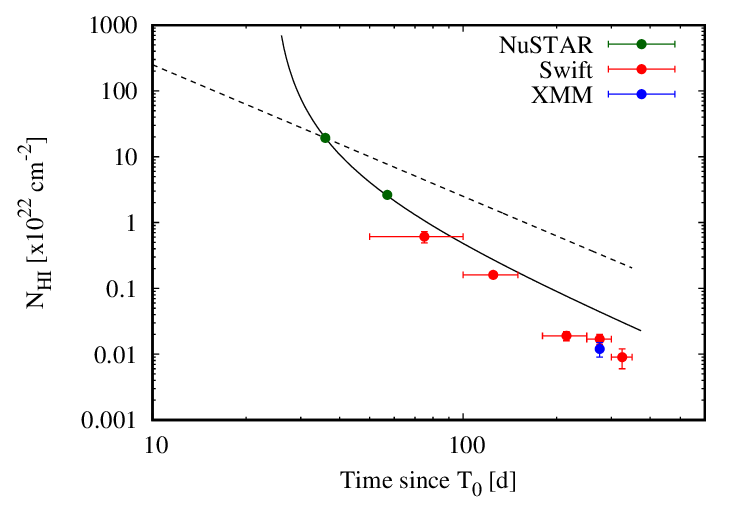 1000
100
10
1
0.1
0.01
0.001
N_HI [x10^22 cm^-2]
NuSTAR
Swift
XMM
10
100
Time since T_0 [d]